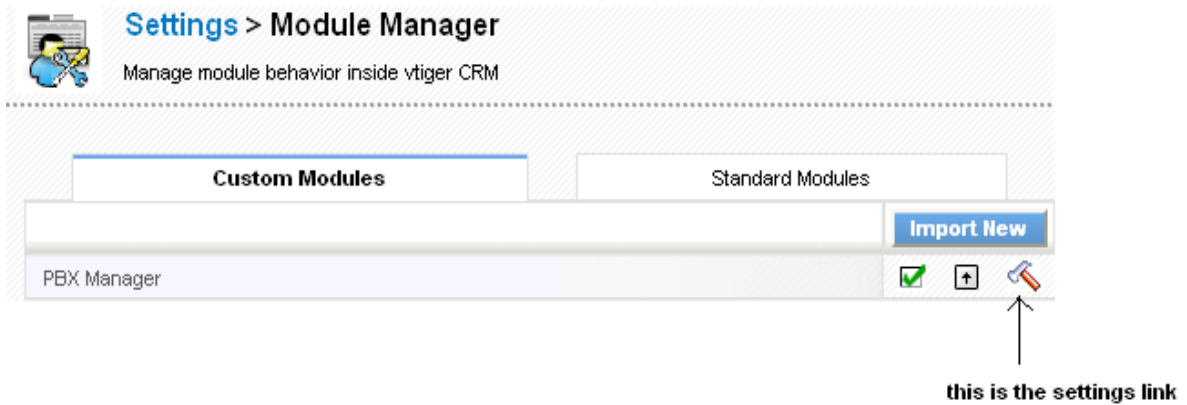 Settings > Module Manager
Manage module behavior inside vtiger CRM
Custom Modules
Standard Modules
Import New
PBX Manager
this is the settings link